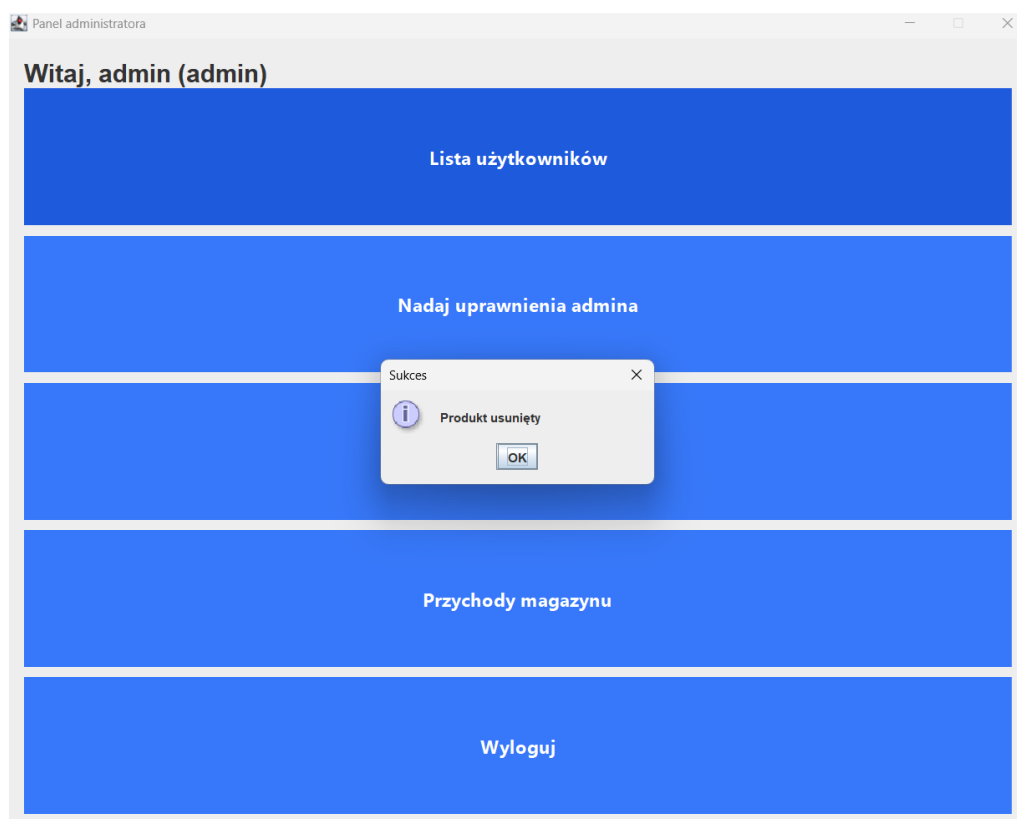 Panel administratora
Witaj, admin (admin)
Lista użytkowników
Nadaj uprawnienia admina
Sukces
Produkt usunięty
OK
Przychody magazynu
Wyloguj